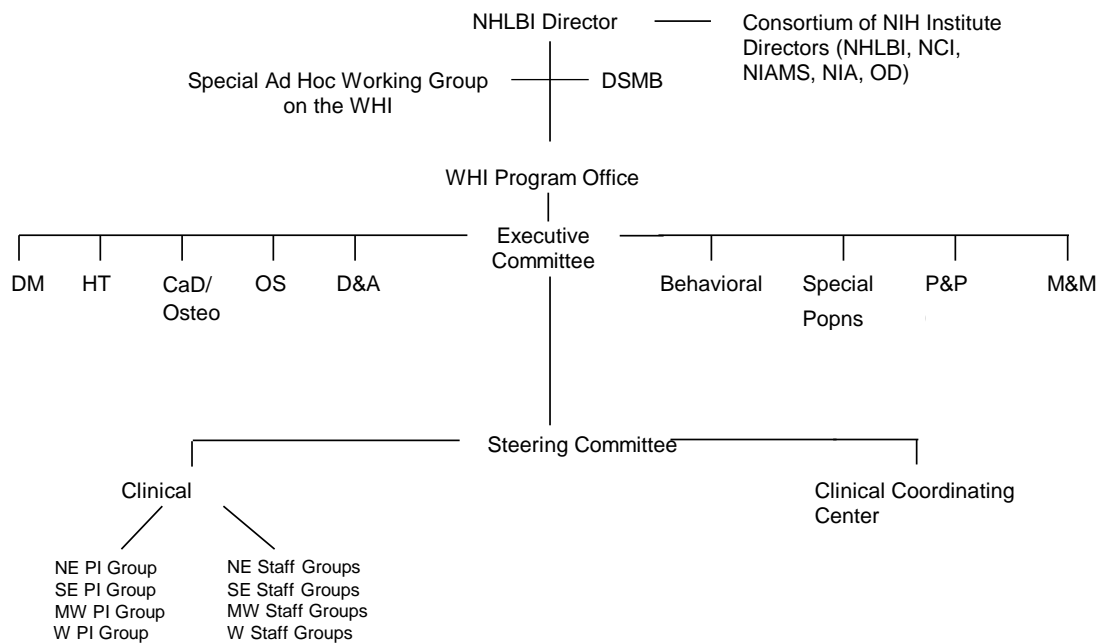 NHLBI Director
Consortium of NIH Institute
Directors (NHLBI, NCI,
NIAMS, NIA, OD)
Special Ad Hoc Working Group
on the WHI
DSMB
WHI Program Office
Executive
Committee
DM
HT
CaD/
Osteo
OS
D&A
Behavioral
Special
Popns
P&P
M&M
Steering Committee
Clinical
Clinical Coordinating
Center
NE PI Group
SE PI Group
MW PI Group
W PI Group
NE Staff Groups
SE Staff Groups
MW Staff Groups
W Staff Groups